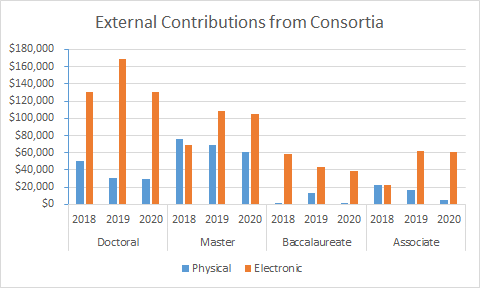 External Contributions from Consortia
$180,000
$160,000
$140,000
$120,000
$100,000
$80,000
$60,000
$40,000
$20,000
$0
2018 2019 2020 2018 2019 2020 2018 2019 2020 2018 2019 2020
Doctoral Master Baccalaureate Associate
Physical Electronic